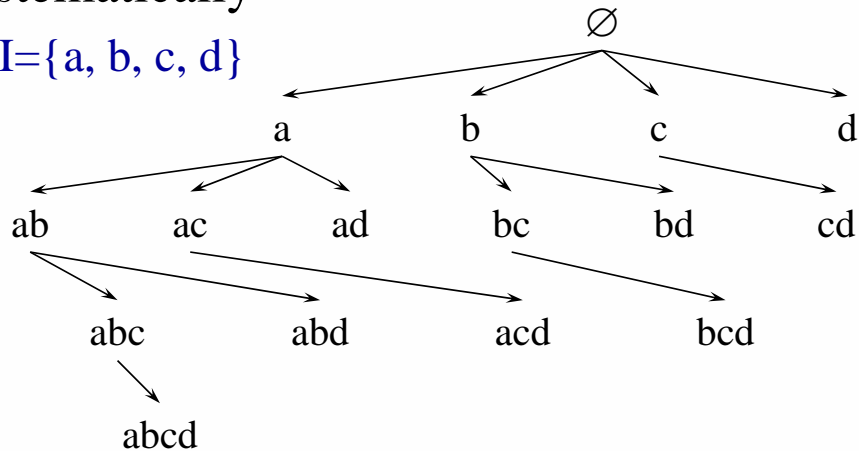 ∅
I={a, b, c, d}
a b c d
ab ac ad bc bd cd
abc abd acd bcd
abcd